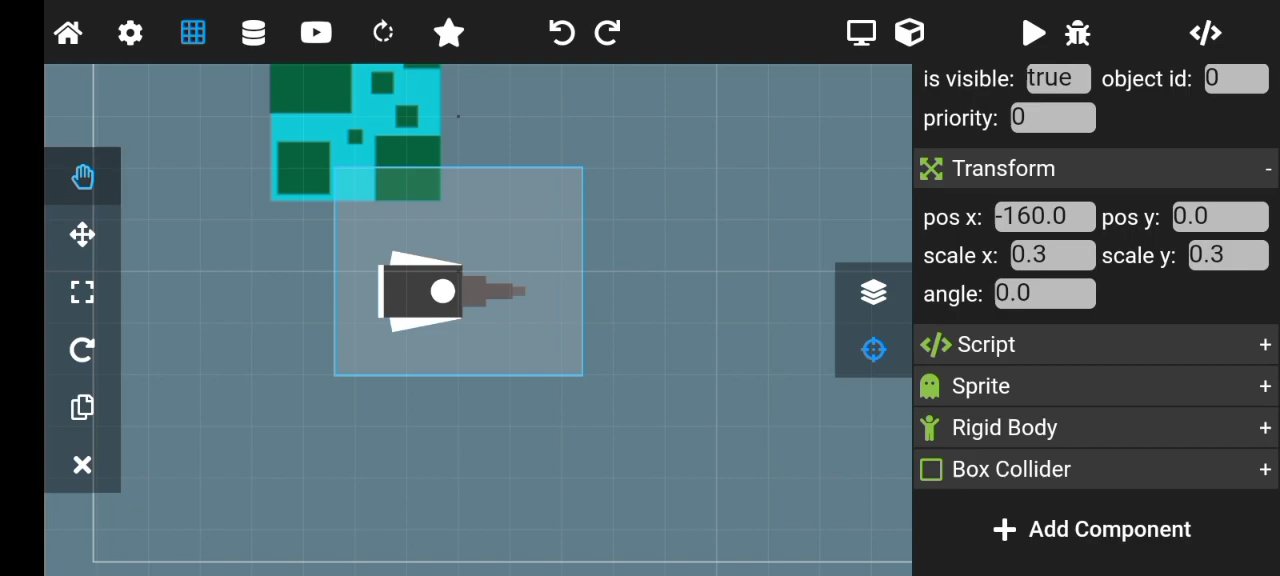 is visible: true object id: 0
priority: 0
Transform -
pos x: -160.0 pos y: 0.0
scale x: 0.3 scale y: 0.3
angle: 0.0
Script +
Sprite +
Rigid Body +
Box Collider +
+ Add Component